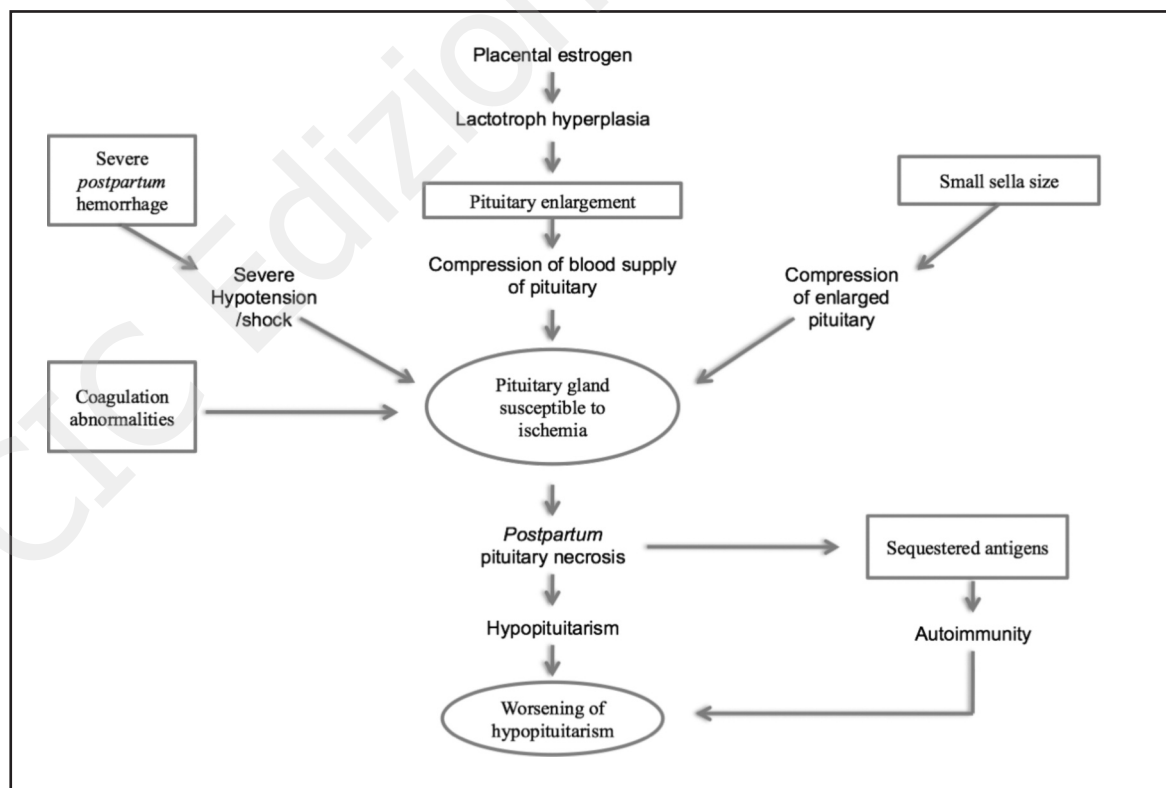 CIC Edizion
Placental estrogen
Lactotroph hyperplasia
Severe
postpartum
hemorrhage
Pituitary enlargement
Small sella size
Severe
Hypotension
/shock
Compression of blood supply
of pituitary
Compression
of enlarged
pituitary
Coagulation
abnormalities
Pituitary gland
susceptible to
ischemia
Postpartum
pituitary necrosis
Sequestered antigens
Hypopituitarism
Autoimmunity
Worsening of
hypopituitarism